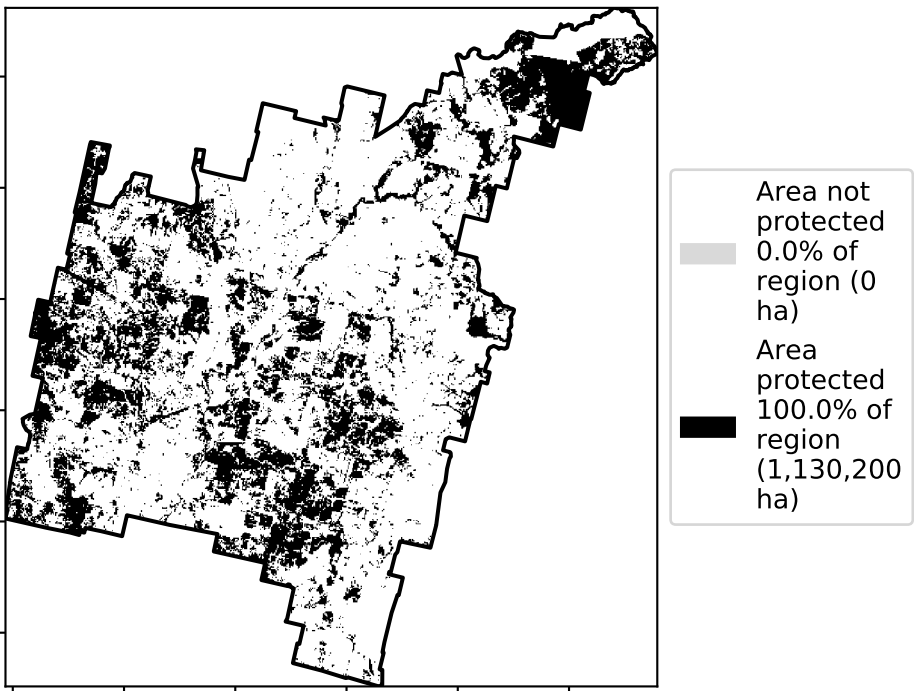 Area not
protected
0.0% of
region (0
ha)
Area
protected
100.0% of
region
(1,130,200
ha)